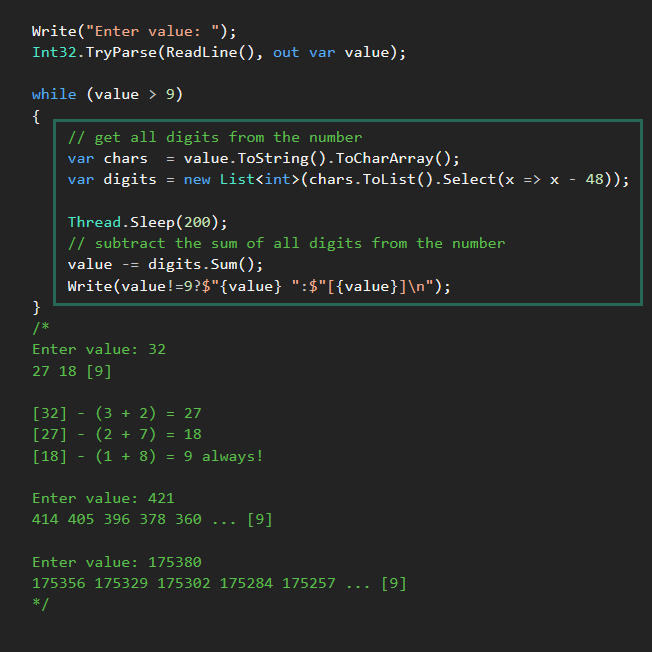 Write("Enter value: ");
Int32.TryParse(ReadLine(), out var value);
while (value > 9)
{
// get all digits from the number
var chars  = value.ToString().ToCharArray();
var digits = new List<int>(chars.ToList().Select(x => x - 48));
Thread.Sleep(200);
// subtract the sum of all digits from the number
value -= digits.Sum();
Write(value!=9?$"{value} ":$"[{value}]\n");
}
/*
Enter value: 32
27 18 [9]
[32] - (3 + 2) = 27
[27] - (2 + 7) = 18
[18] - (1 + 8) = 9 always!
Enter value: 421
414 405 396 378 360 ... [9]
Enter value: 175380
175356 175329 175302 175284 175257 ... [9]
*/